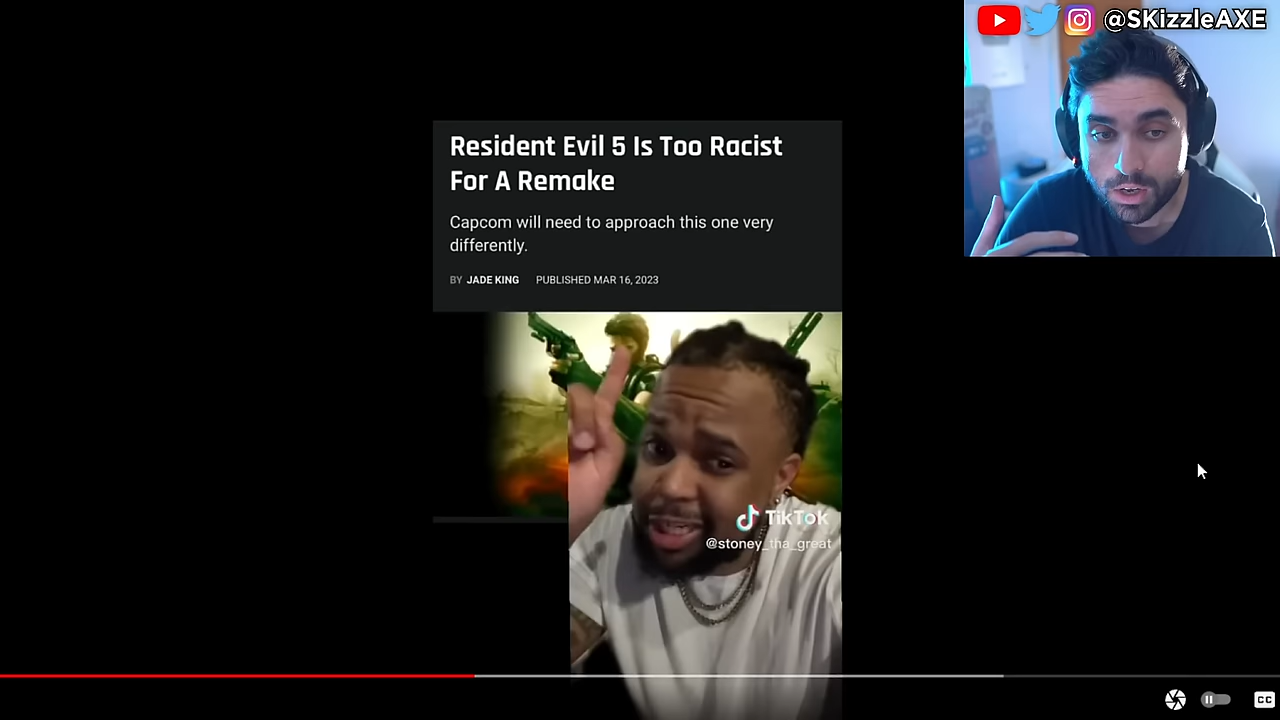 @SKizzleAXE
Resident Evil 5 Is Too Racist
For A Remake
Capcom will need to approach this one very
differently.
BY JADE KING PUBLISHED MAR 16, 2023
TikTok
@stoney_tha_great
CC